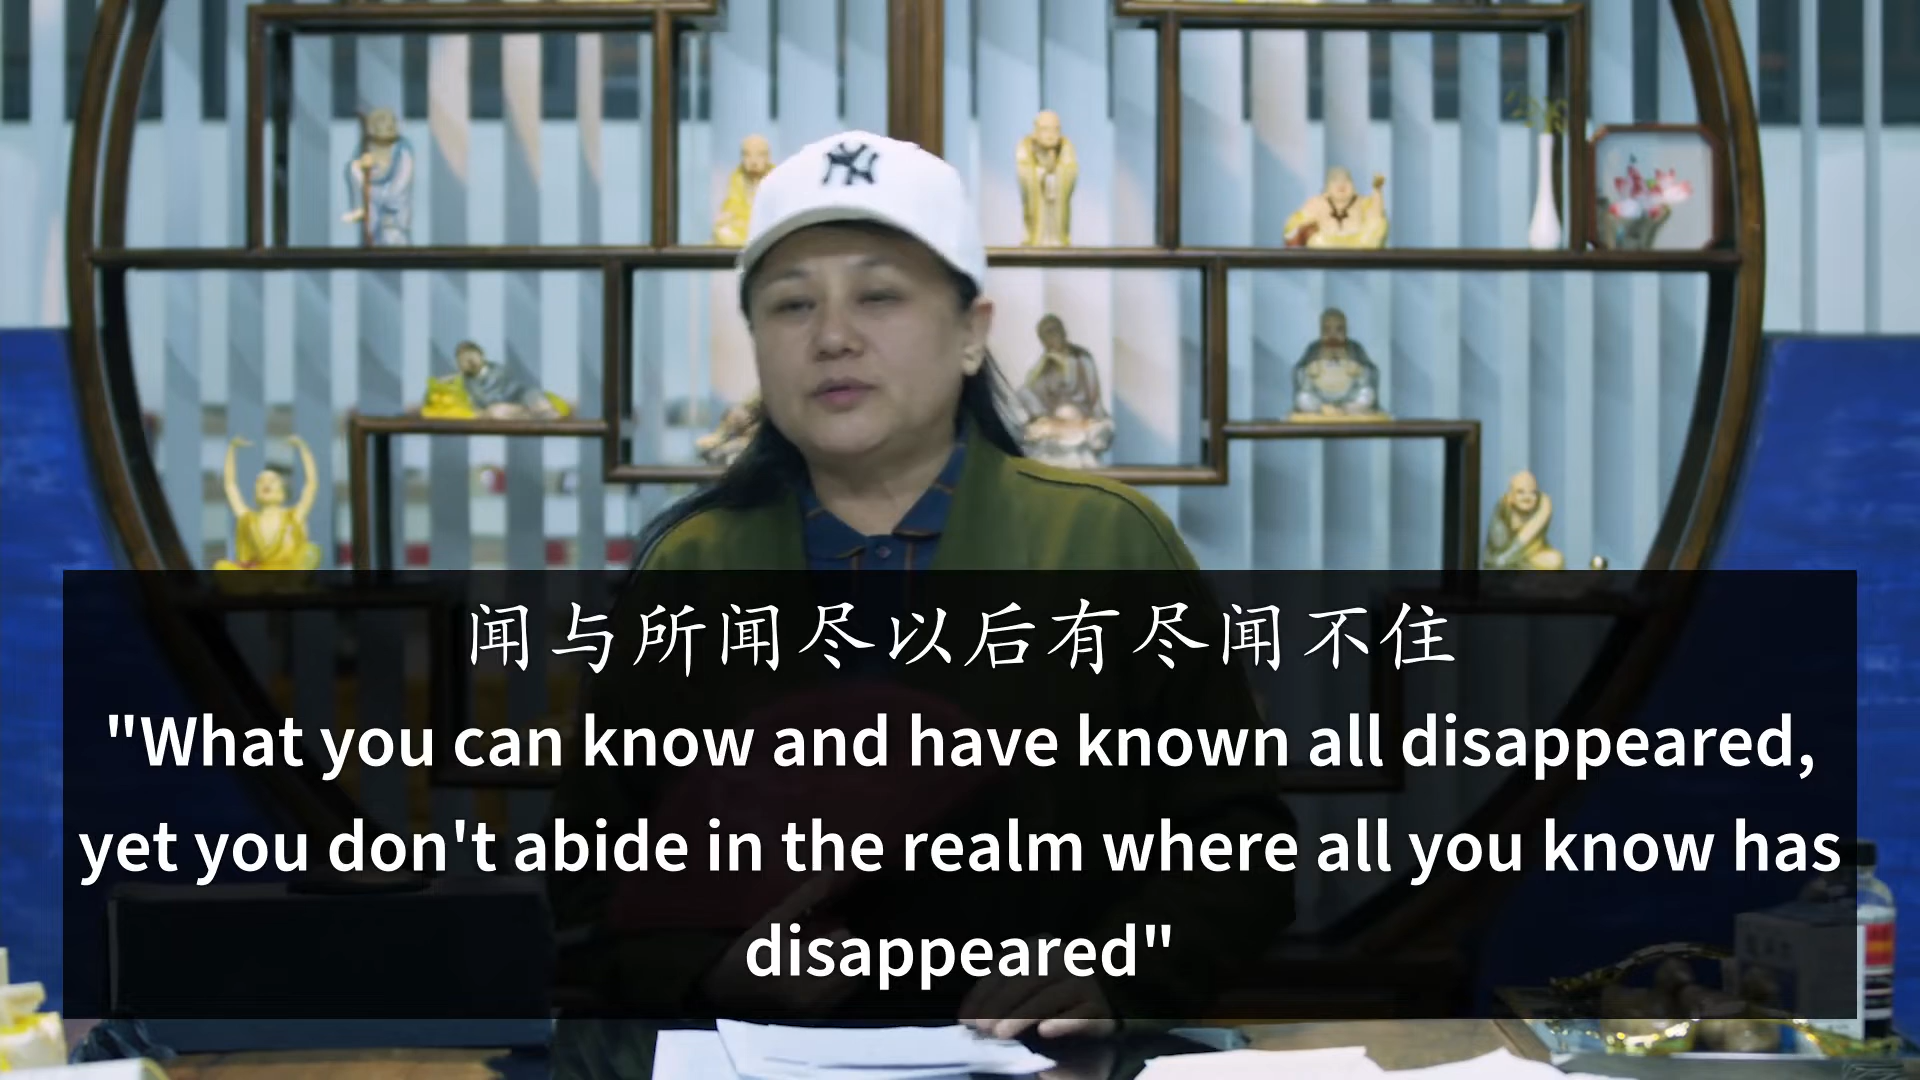 NY
闻与所闻尽以后有尽闻不住
"What you can know and have known all disappeared,
yet you don't abide in the realm where all you know has
disappeared"